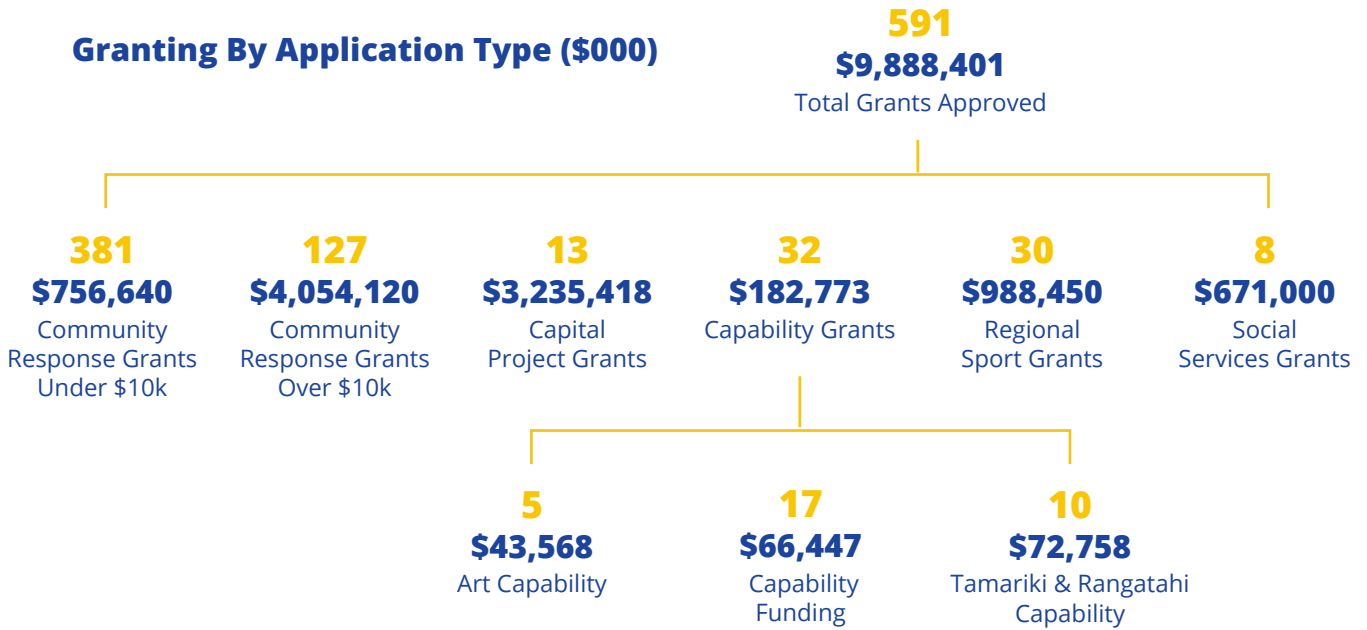 Granting By Application Type ($000)
591
$9,888,401
Total Grants Approved
381
$756,640
Community
Response Grants
Under $10k
127
$4,054,120
Community
Response Grants
Over $10k
13
$3,235,418
Capital
Project Grants
32
$182,773
Capability Grants
30
$988,450
Regional
Sport Grants
8
$671,000
Social
Services Grants
5
$43,568
Art Capability
17
$66,447
Capability
Funding
10
$72,758
Tamariki & Rangatahi
Capability